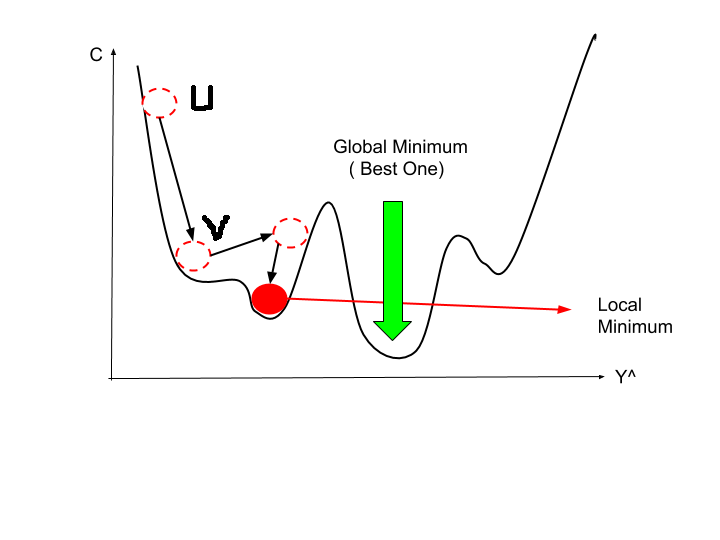 C
U
Global Minimum
( Best One)
V
Local
Minimum
Y^